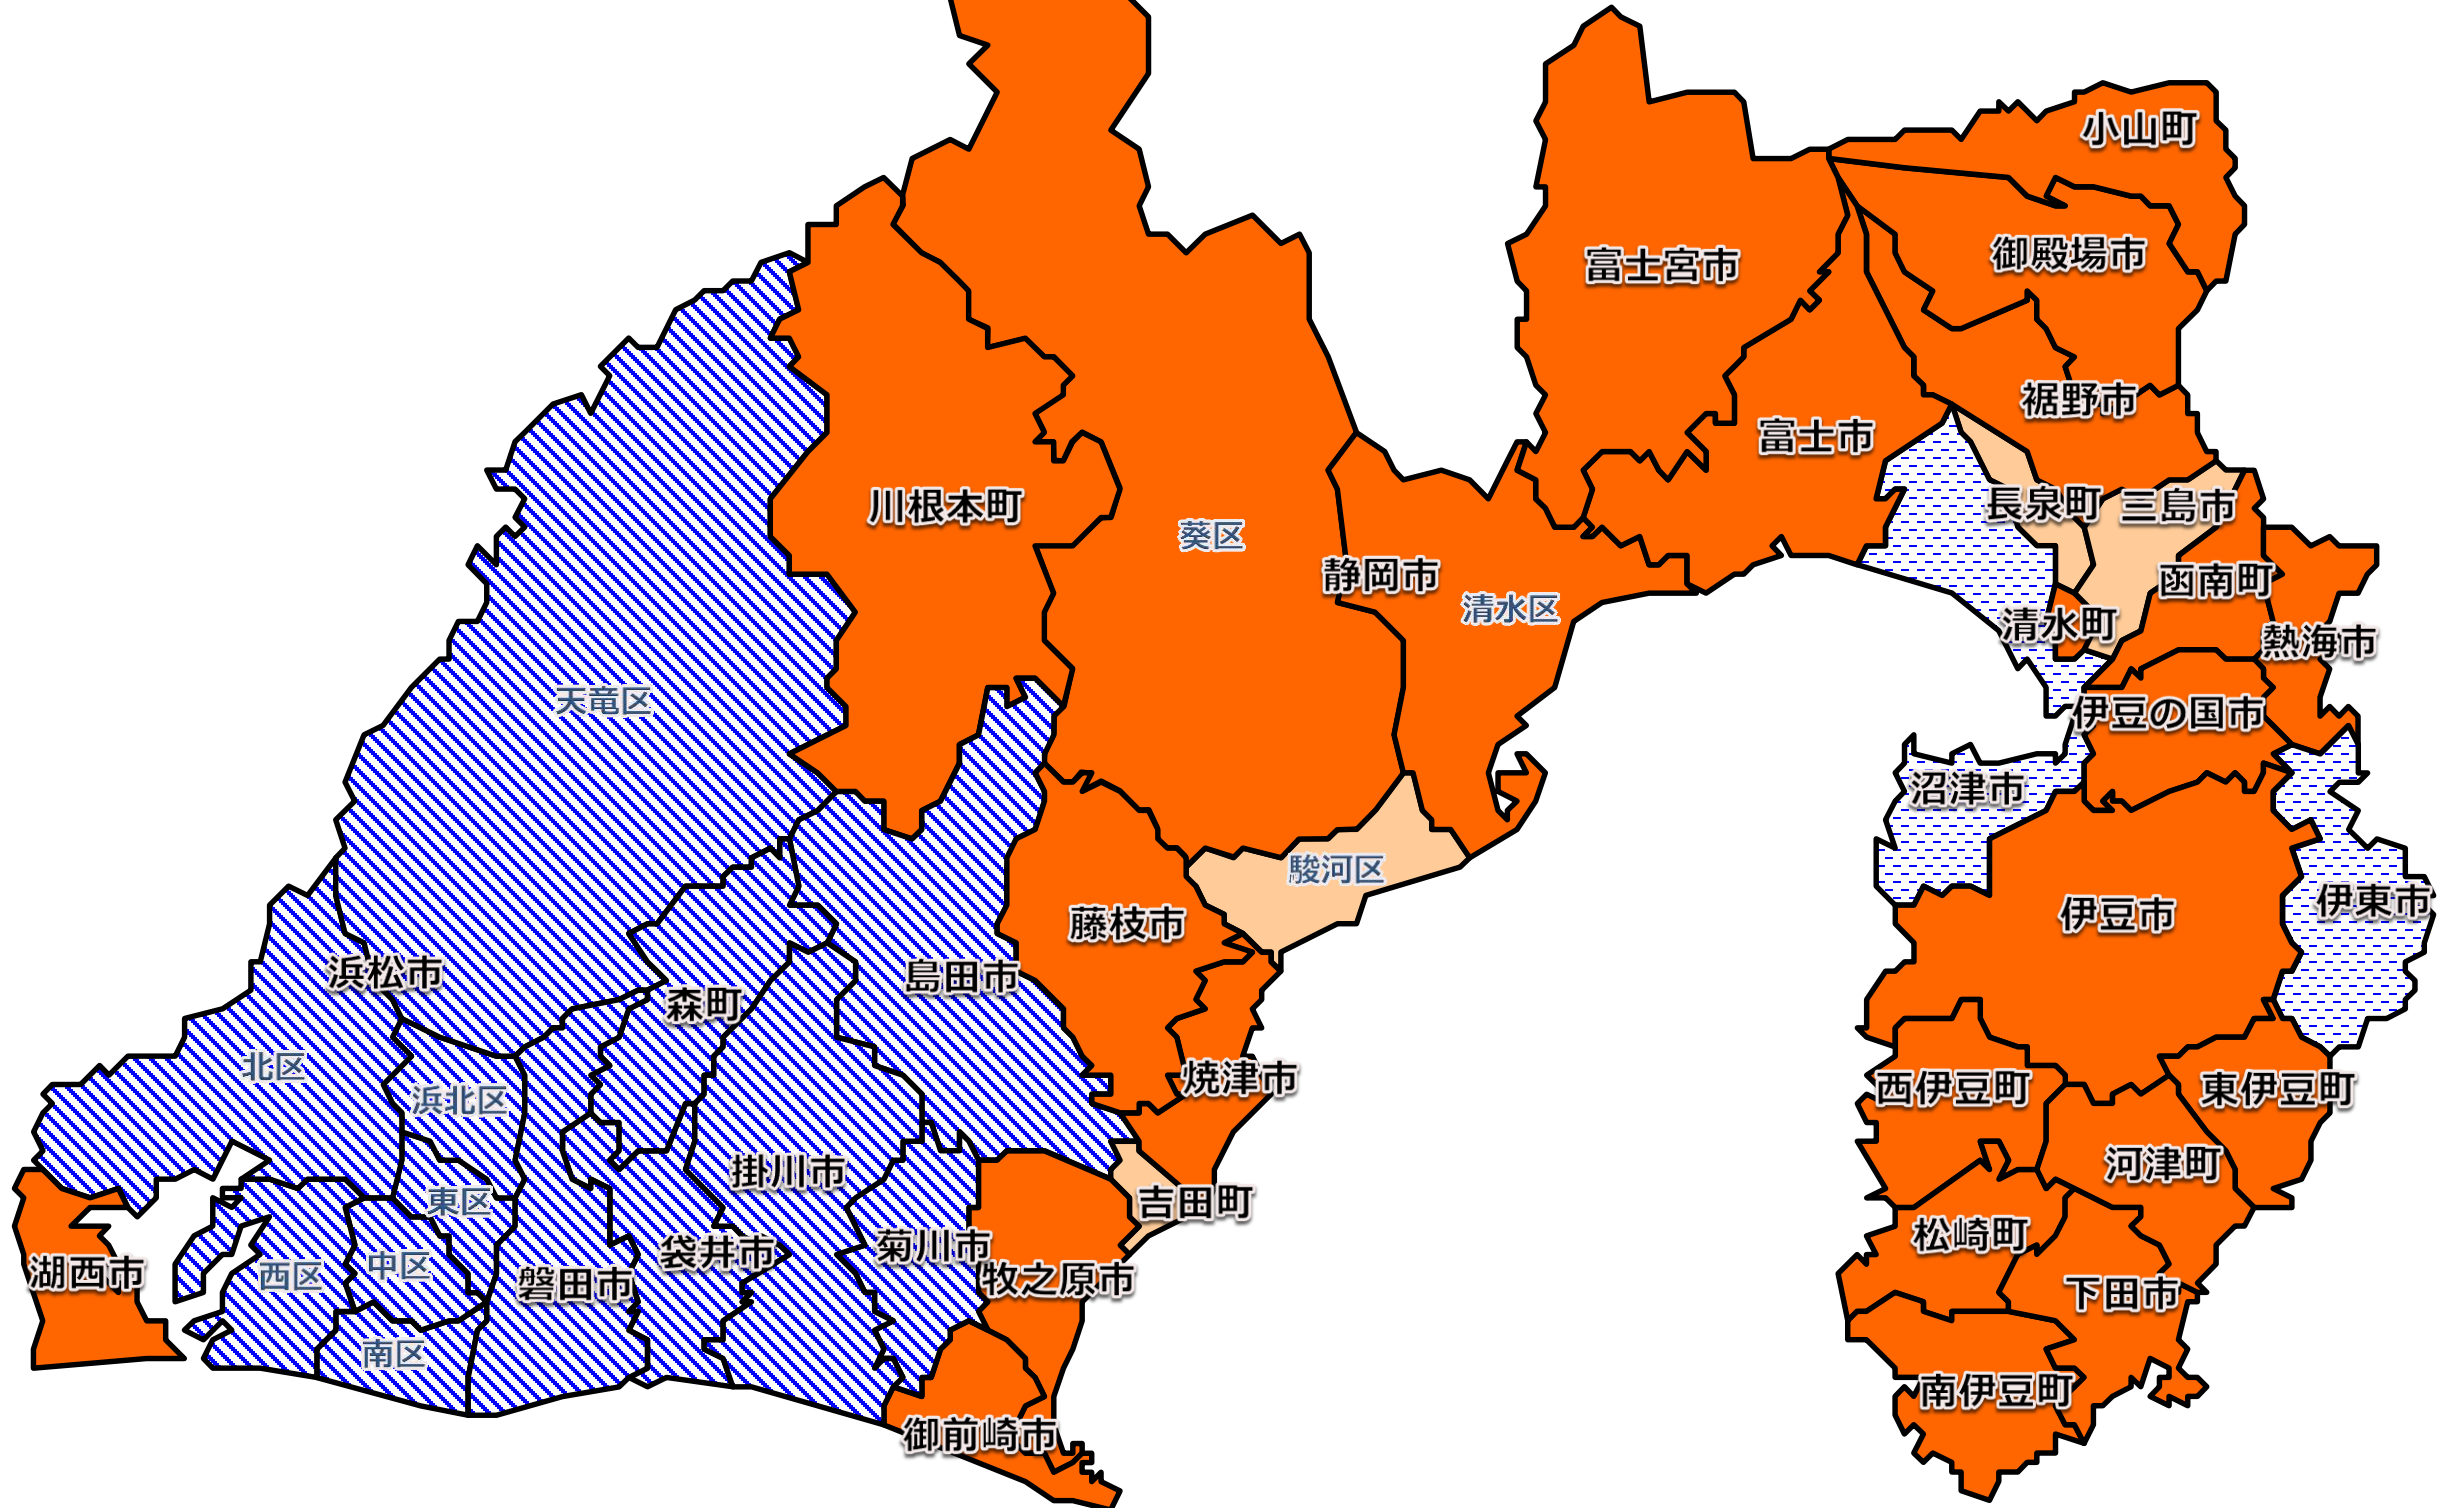 小山町
御殿場市
富士宮市
裾野市
富士市
長泉町
三島市
川根本町
葵区
静岡市
函南町
清水区
清水町
熱海市
天竜区
伊豆の国市
沼津市
駿河区
伊東市
伊豆市
藤枝市
浜松市
島田市
森町
北区
焼津市
西伊豆町
東伊豆町
浜北区
河津町
掛川市
東区
吉田町
松崎町
菊川市
袋井市
中区
湖西市
西区
磐田市
牧之原市
下田市
南区
南伊豆町
御前崎市